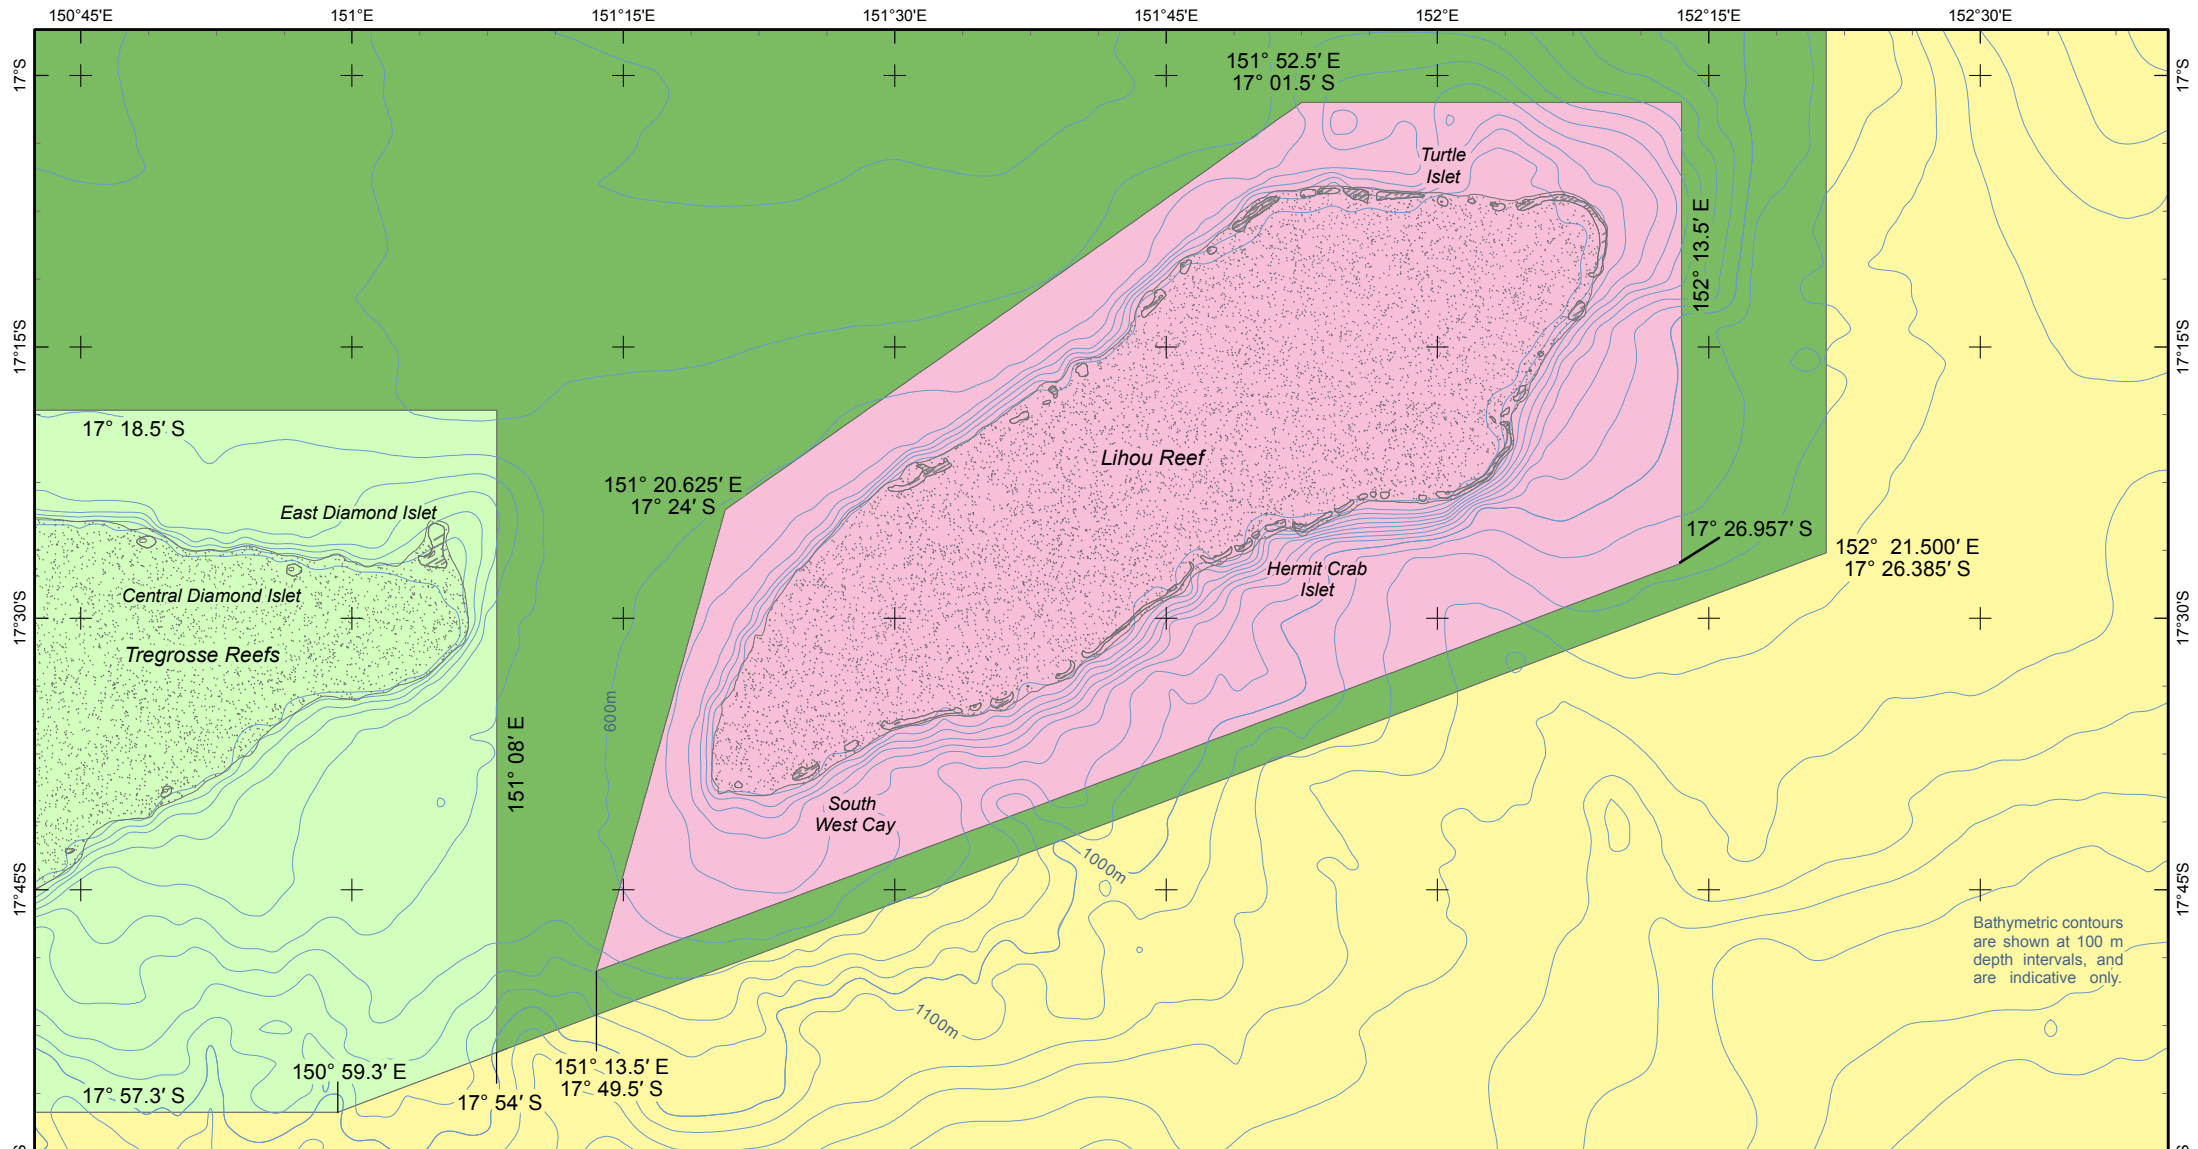 150°45'E
151°E
151°15'E
151°30'E
151°45'E
152°E
152°15'E
152°30'E
17°S
17°S
151° 52.5′ E
17° 01.5′ S
Turtle
Islet
152° 13.5′ E
17°15'S
17°15'S
17° 18.5′ S
Lihou Reef
151° 20.625′ E
17° 24′ S
East Diamond Islet
17° 26.957′ S
152° 21.500′ E
17° 26.385′ S
Hermit Crab
Islet
Central Diamond Islet
17°30'S
17°30'S
Tregrosse Reefs
600m
151° 08′ E
South
West Cay
1000m
17°45'S
17°45'S
Bathymetric contours
are shown at 100 m
depth intervals, and
are indicative only.
1100m
150° 59.3′ E
151° 13.5′ E
17° 49.5′ S
17° 57.3′ S
17° 54′ S